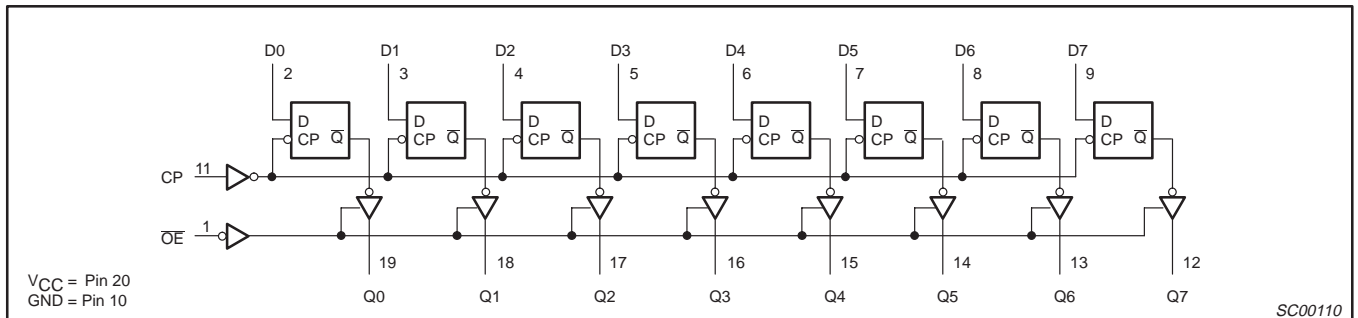 D0 D1 D2 D3 D4 D5 D6 D7
2 3 4 5 6 7 8 9
D D D D D D D D
CP Q̅ CP Q̅ CP Q̅ CP Q̅ CP Q̅ CP Q̅ CP Q̅ CP Q̅
CP 11
O̅E̅ 1
19 18 17 16 15 14 13 12
VCC = Pin 20
GND = Pin 10
Q0 Q1 Q2 Q3 Q4 Q5 Q6 Q7
SC00110